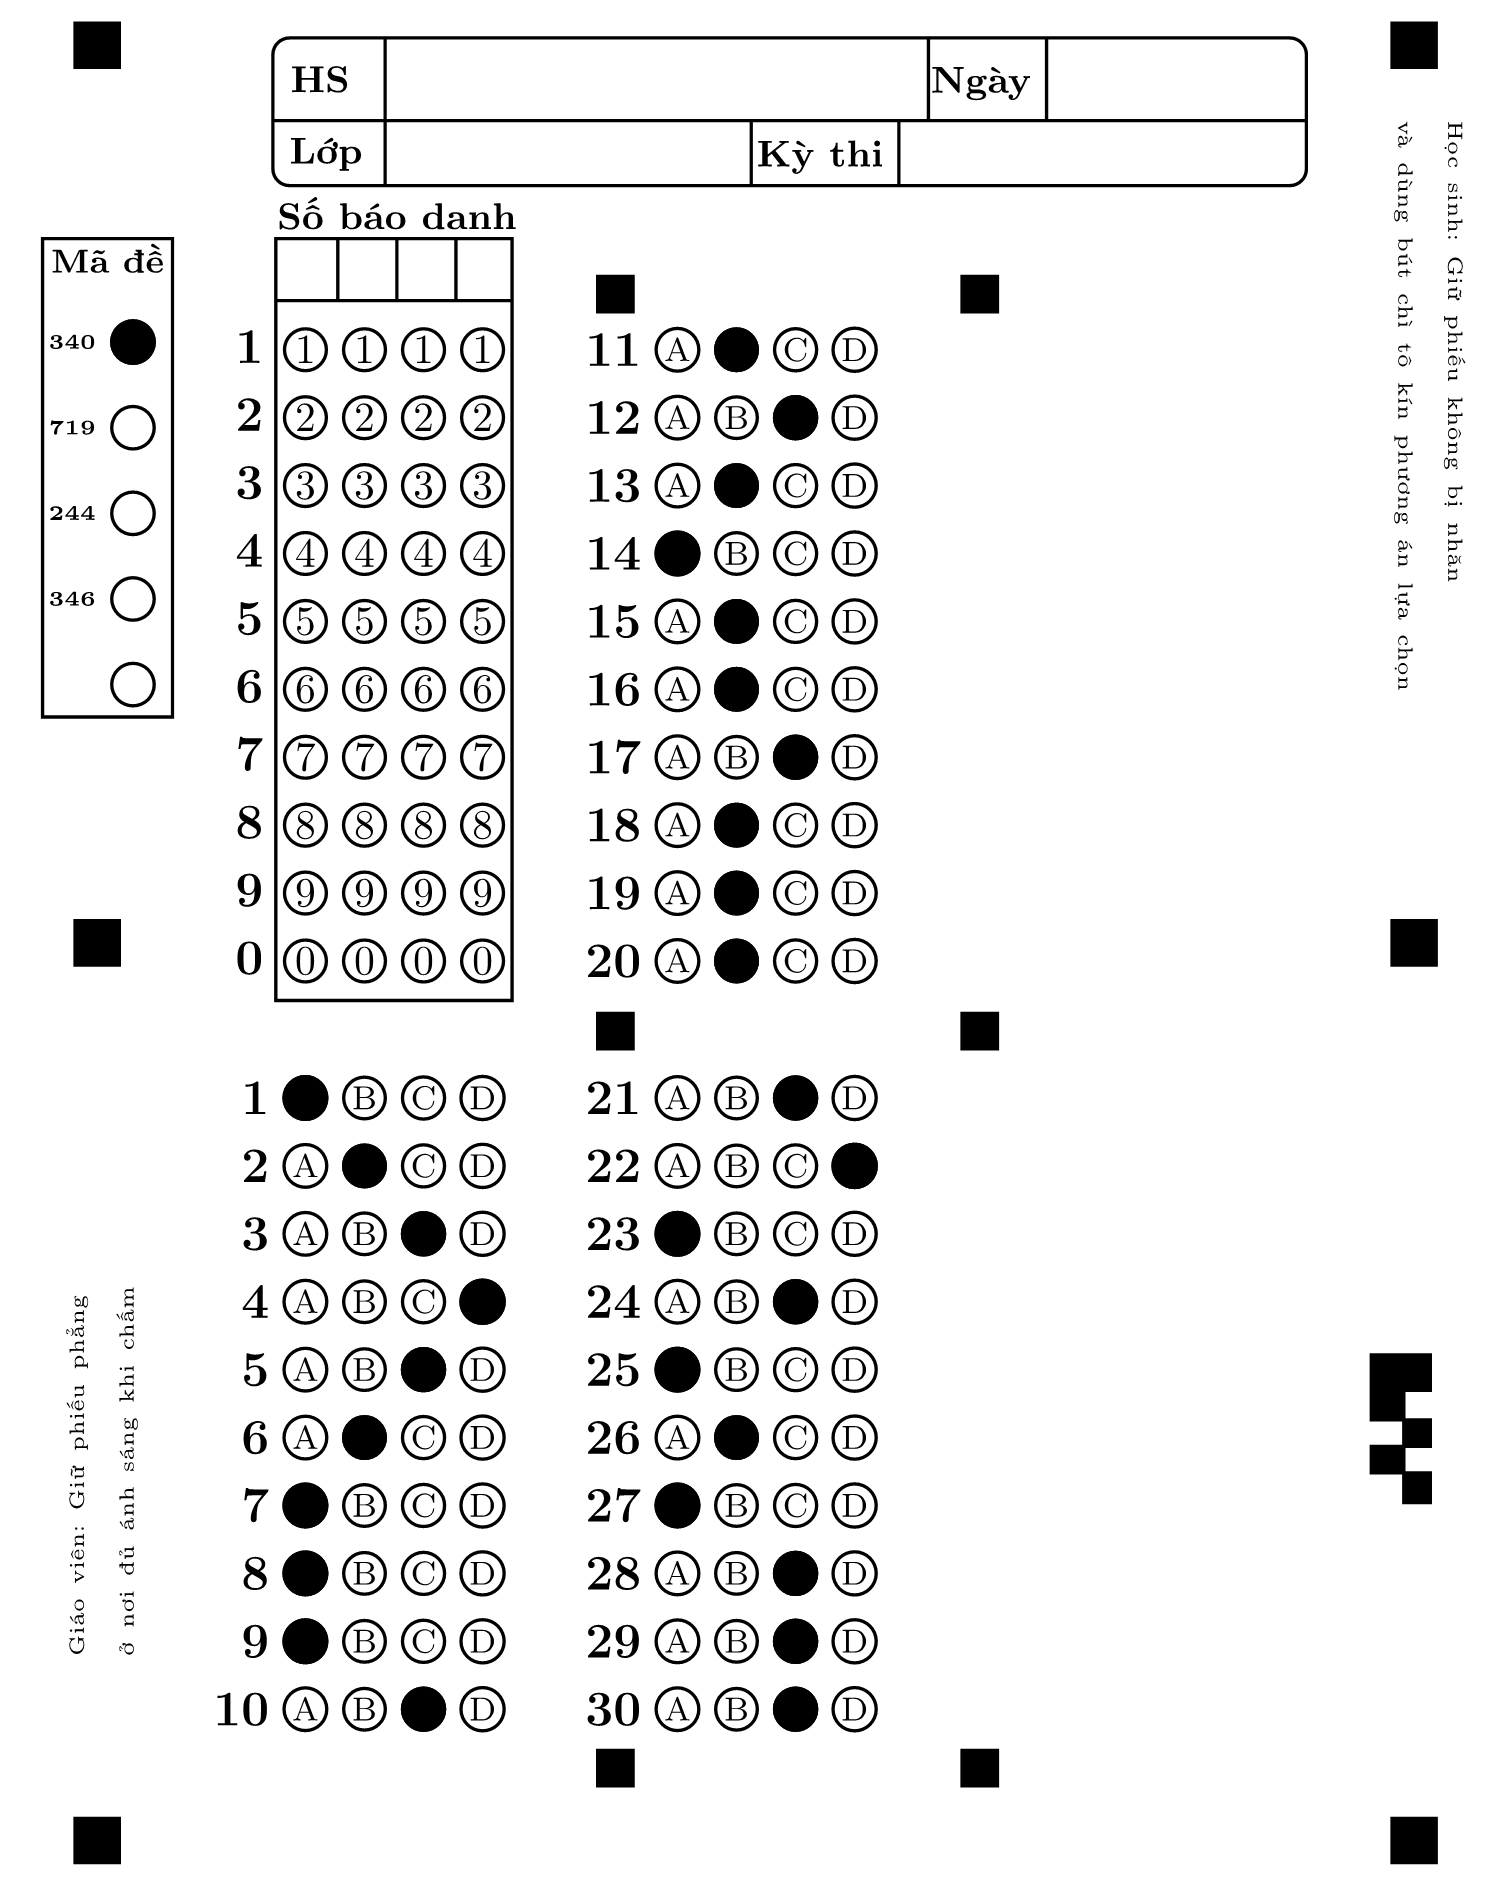 HS Ngày
Lớp Kỳ thi
Học sinh: Giữ phiếu không bị nhăn
và dùng bút chì tô kín phương án lựa chọn
Số báo danh
Mã đề
340
719
244
346
1 1 1 1 1
2 2 2 2 2
3 3 3 3 3
4 4 4 4 4
5 5 5 5 5
6 6 6 6 6
7 7 7 7 7
8 8 8 8 8
9 9 9 9 9
0 0 0 0 0
11 A C D
12 A B D
13 A C D
14 B C D
15 A C D
16 A C D
17 A B D
18 A C D
19 A C D
20 A C D
1 B C D
2 A C D
3 A B D
4 A B C
5 A B D
6 A C D
7 B C D
8 B C D
9 B C D
10 A B D
21 A B D
22 A B C
23 B C D
24 A B D
25 B C D
26 A C D
27 B C D
28 A B D
29 A B D
30 A B D
Giáo viên: Giữ phiếu phẳng
ở nơi đủ ánh sáng khi chấm